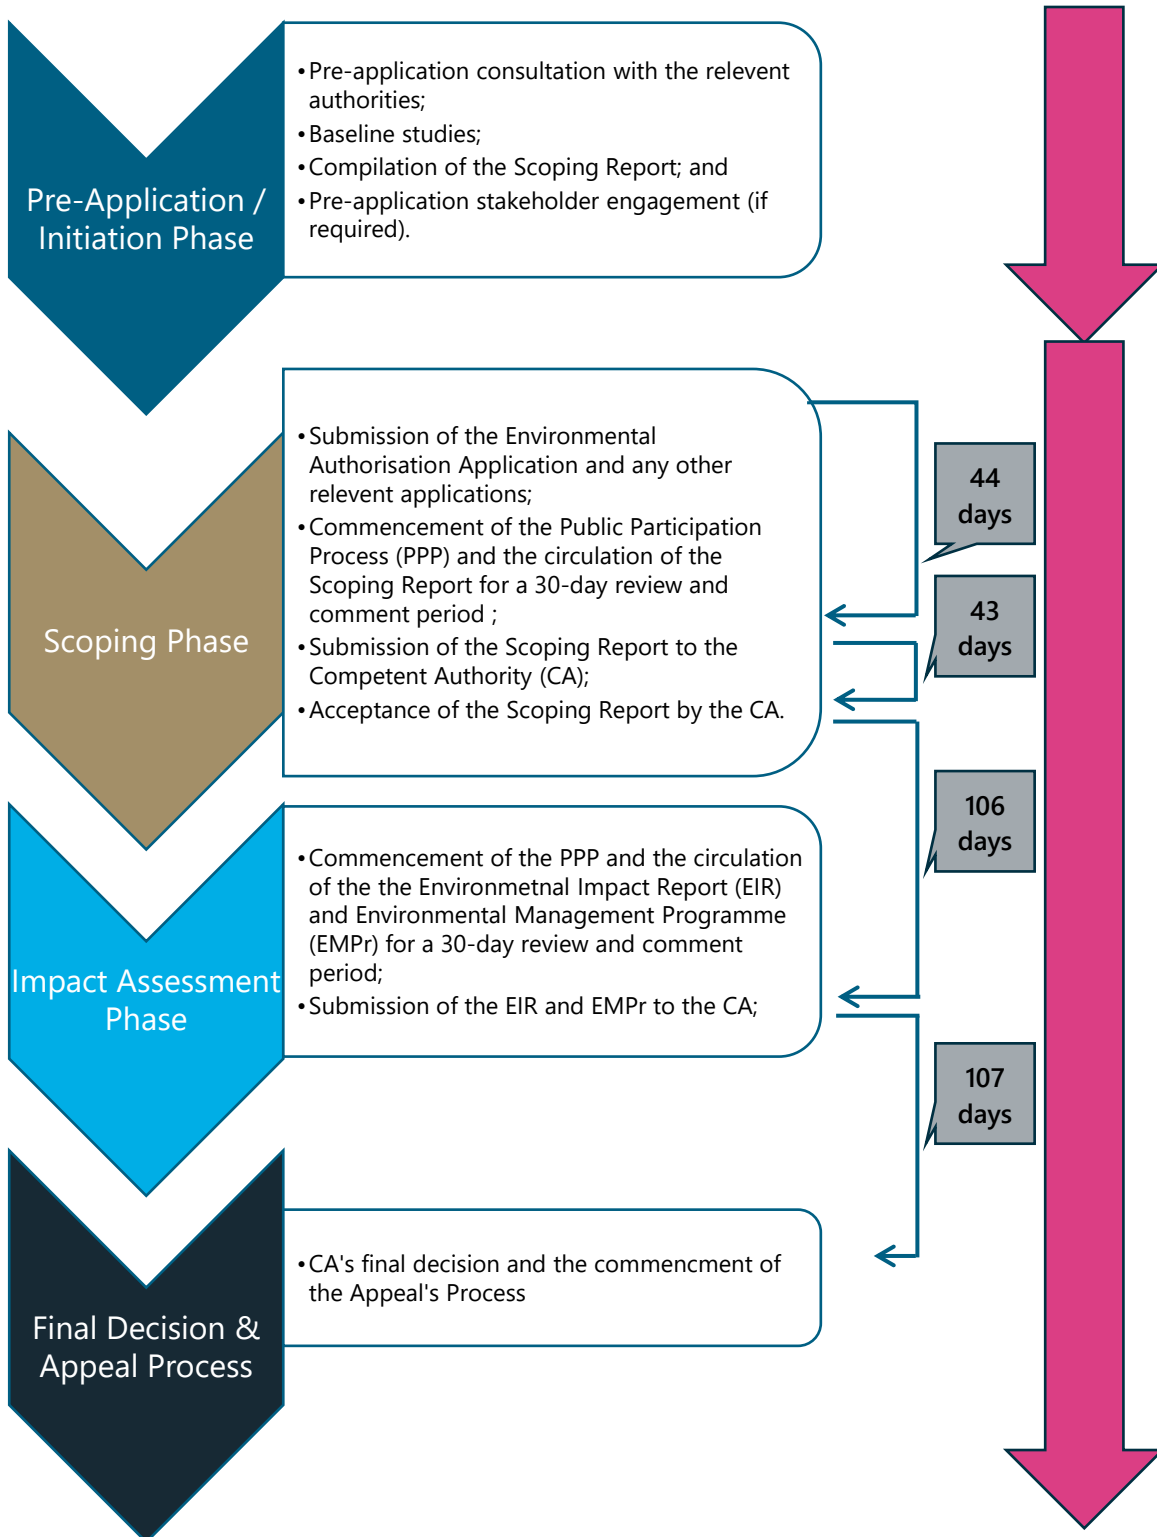 Pre-Application /
Initiation Phase
•Pre-application consultation with the relevent
authorities;
•Baseline studies;
•Compilation of the Scoping Report; and
•Pre-application stakeholder engagement (if
required).
Scoping Phase
•Submission of the Environmental
Authorisation Application and any other
relevent applications;
•Commencement of the Public Participation
Process (PPP) and the circulation of the
Scoping Report for a 30-day review and
comment period ;
•Submission of the Scoping Report to the
Competent Authority (CA);
•Acceptance of the Scoping Report by the CA.
44
days
43
days
Impact Assessment
Phase
•Commencement of the PPP and the circulation
of the the Environmetnal Impact Report (EIR)
and Environmental Management Programme
(EMPr) for a 30-day review and comment
period;
•Submission of the EIR and EMPr to the CA;
106
days
107
days
Final Decision &
Appeal Process
•CA's final decision and the commencment of
the Appeal's Process